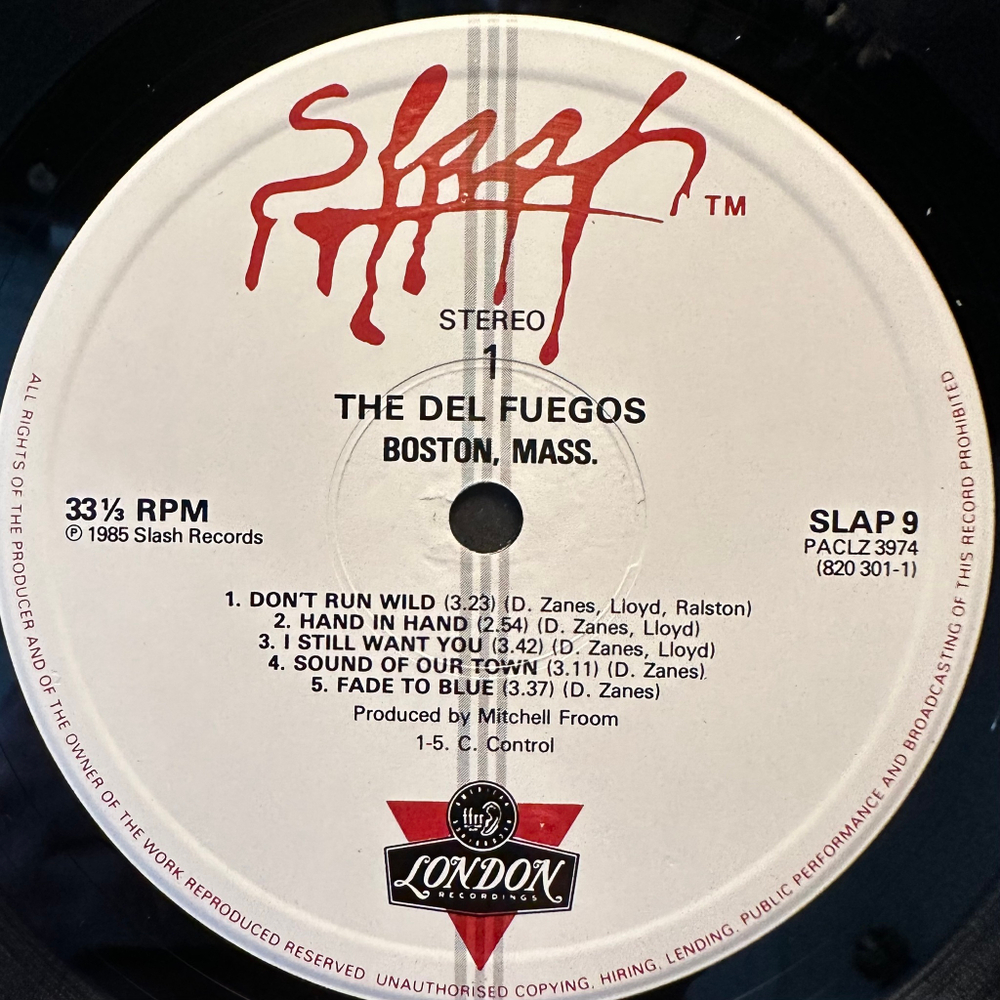 Slash TM
STEREO
1
THE DEL FUEGOS
BOSTON, MASS.
33⅓ RPM
℗ 1985 Slash Records
SLAP 9
PACLZ 3974
(820 301-1)
1. DON'T RUN WILD (3.23) (D. Zanes, Lloyd, Ralston)
2. HAND IN HAND (2.54) (D. Zanes, Lloyd)
3. I STILL WANT YOU (3.42) (D. Zanes, Lloyd)
4. SOUND OF OUR TOWN (3.11) (D. Zanes)
5. FADE TO BLUE (3.37) (D. Zanes)
Produced by Mitchell Froom
1-5. C. Control
ffrr
LONDON
RECORDINGS
ALL RIGHTS OF THE PRODUCER AND OF THE OWNER OF THE WORK REPRODUCED RESERVED UNAUTHORISED COPYING, HIRING, LENDING, PUBLIC PERFORMANCE AND BROADCASTING OF THIS RECORD PROHIBITED